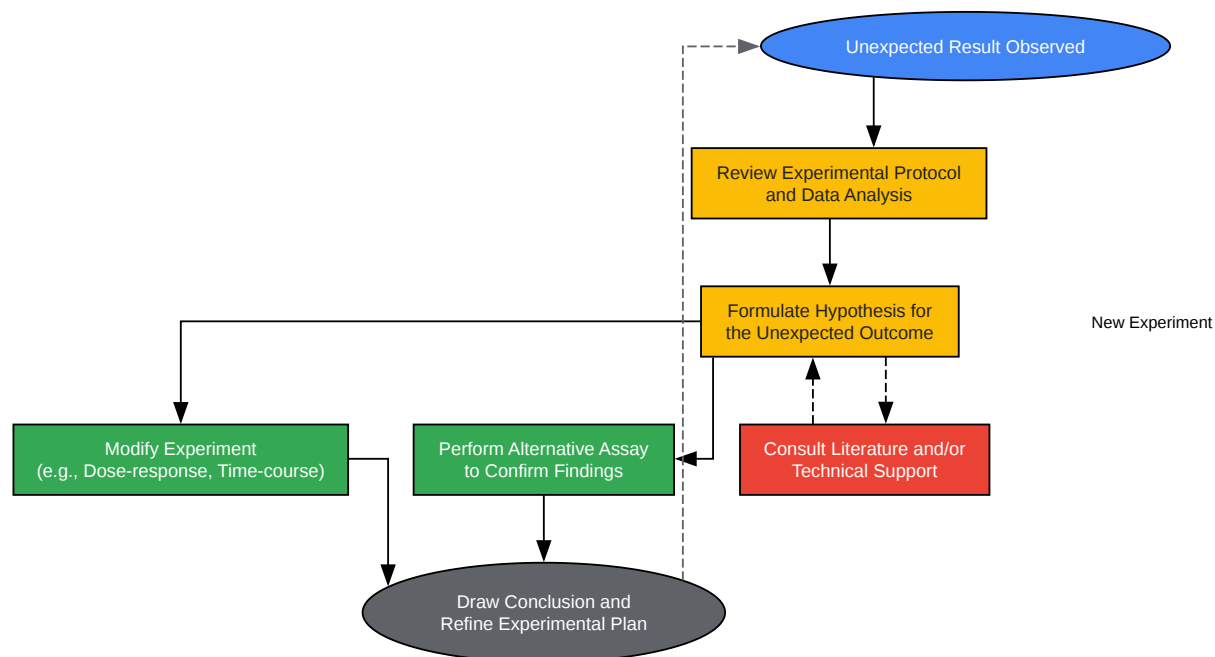 Unexpected Result Observed
Review Experimental Protocol
and Data Analysis
Formulate Hypothesis for
the Unexpected Outcome
New Experiment
Modify Experiment
(e.g., Dose-response, Time-course)
Perform Alternative Assay
to Confirm Findings
Consult Literature and/or
Technical Support
Draw Conclusion and
Refine Experimental Plan